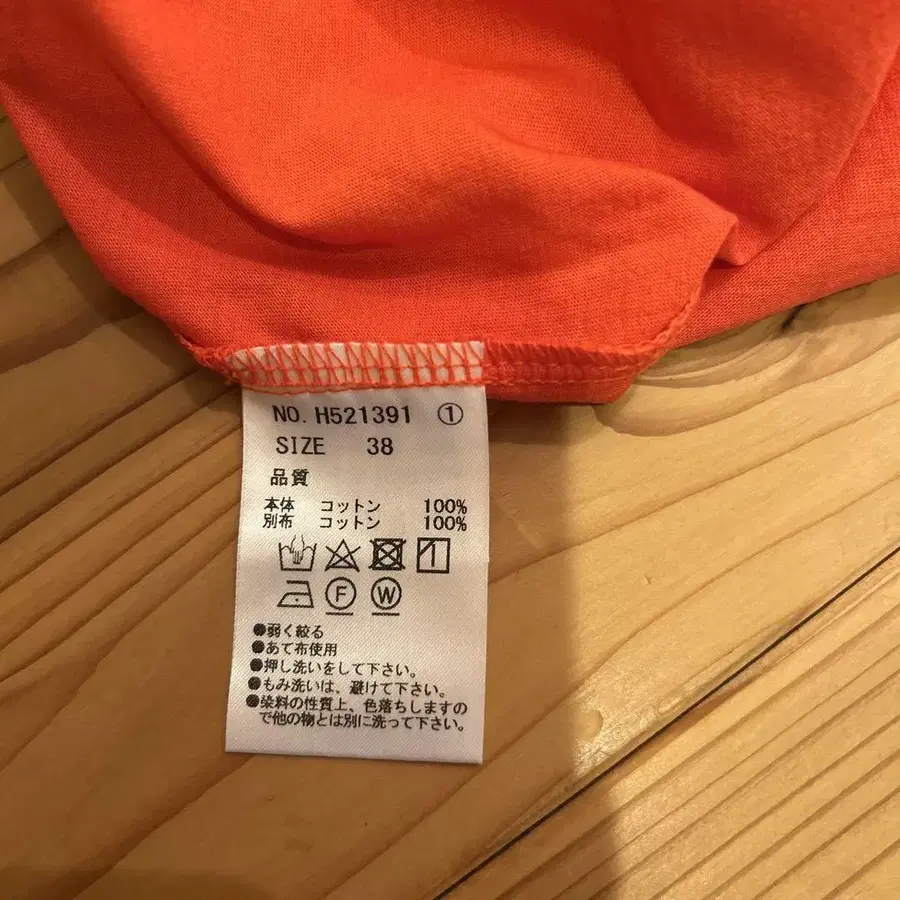 NO. H521391 ①
SIZE 38
品質
本体 コットン 100%
別布 コットン 100%
F W
●弱く絞る
●あて布使用
●押し洗いをして下さい。
●もみ洗いは、避けて下さい。
●染料の性質上、色落ちしますの
で他の物とは別に洗って下さい。